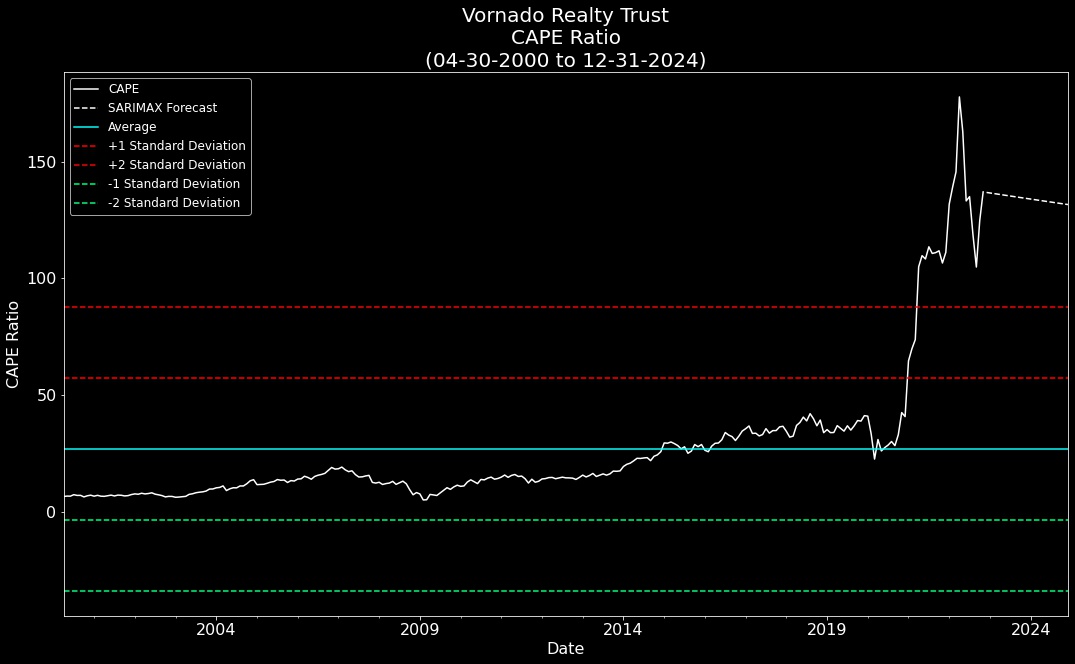 Vornado Realty Trust
CAPE Ratio
(04-30-2000 to 12-31-2024)
CAPE
SARIMAX Forecast
Average
+1 Standard Deviation
+2 Standard Deviation
-1 Standard Deviation
-2 Standard Deviation
150
100
50
0
CAPE Ratio
2004 2009 2014 2019 2024
Date